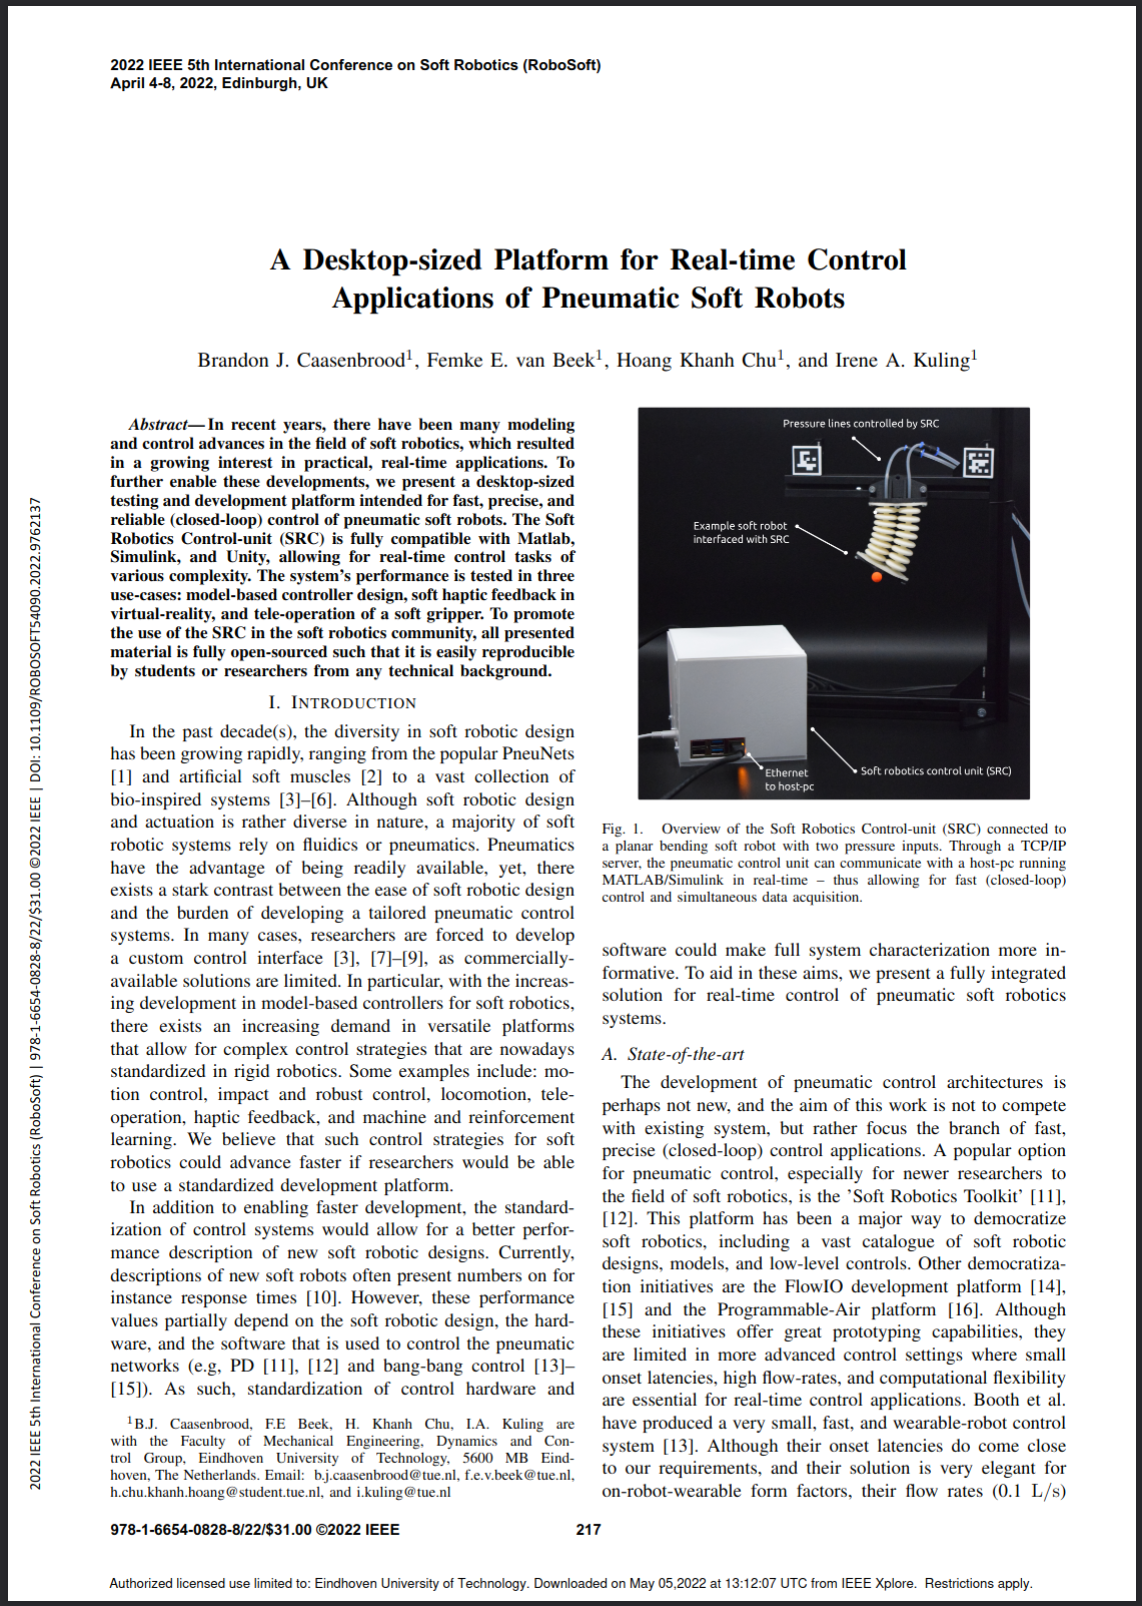 2022 IEEE 5th International Conference on Soft Robotics (RoboSoft)
April 4-8, 2022, Edinburgh, UK
2022 IEEE 5th International Conference on Soft Robotics (RoboSoft) | 978-1-6654-0828-8/22/$31.00 ©2022 IEEE | DOI: 10.1109/ROBOSOFT54090.2022.9762137
A Desktop-sized Platform for Real-time Control
Applications of Pneumatic Soft Robots
Brandon J. Caasenbrood¹, Femke E. van Beek¹, Hoang Khanh Chu¹, and Irene A. Kuling¹
Abstract—In recent years, there have been many modeling
and control advances in the field of soft robotics, which resulted
in a growing interest in practical, real-time applications. To
further enable these developments, we present a desktop-sized
testing and development platform intended for fast, precise, and
reliable (closed-loop) control of pneumatic soft robots. The Soft
Robotics Control-unit (SRC) is fully compatible with Matlab,
Simulink, and Unity, allowing for real-time control tasks of
various complexity. The system's performance is tested in three
use-cases: model-based controller design, soft haptic feedback in
virtual-reality, and tele-operation of a soft gripper. To promote
the use of the SRC in the soft robotics community, all presented
material is fully open-sourced such that it is easily reproducible
by students or researchers from any technical background.
I. INTRODUCTION
In the past decade(s), the diversity in soft robotic design
has been growing rapidly, ranging from the popular PneuNets
[1] and artificial soft muscles [2] to a vast collection of
bio-inspired systems [3]–[6]. Although soft robotic design
and actuation is rather diverse in nature, a majority of soft
robotic systems rely on fluidics or pneumatics. Pneumatics
have the advantage of being readily available, yet, there
exists a stark contrast between the ease of soft robotic design
and the burden of developing a tailored pneumatic control
systems. In many cases, researchers are forced to develop
a custom control interface [3], [7]–[9], as commercially-
available solutions are limited. In particular, with the increas-
ing development in model-based controllers for soft robotics,
there exists an increasing demand in versatile platforms
that allow for complex control strategies that are nowadays
standardized in rigid robotics. Some examples include: mo-
tion control, impact and robust control, locomotion, tele-
operation, haptic feedback, and machine and reinforcement
learning. We believe that such control strategies for soft
robotics could advance faster if researchers would be able
to use a standardized development platform.
In addition to enabling faster development, the standard-
ization of control systems would allow for a better perfor-
mance description of new soft robotic designs. Currently,
descriptions of new soft robots often present numbers on for
instance response times [10]. However, these performance
values partially depend on the soft robotic design, the hard-
ware, and the software that is used to control the pneumatic
networks (e.g, PD [11], [12] and bang-bang control [13]–
[15]). As such, standardization of control hardware and
¹B.J. Caasenbrood, F.E Beek, H. Khanh Chu, I.A. Kuling are
with the Faculty of Mechanical Engineering, Dynamics and Con-
trol Group, Eindhoven University of Technology, 5600 MB Eind-
hoven, The Netherlands. Email: b.j.caasenbrood@tue.nl, f.e.v.beek@tue.nl,
h.chu.khanh.hoang@student.tue.nl, and i.kuling@tue.nl
Pressure lines controlled by SRC
Example soft robot
interfaced with SRC
Ethernet
to host-pc
Soft robotics control unit (SRC)
Fig. 1. Overview of the Soft Robotics Control-unit (SRC) connected to
a planar bending soft robot with two pressure inputs. Through a TCP/IP
server, the pneumatic control unit can communicate with a host-pc running
MATLAB/Simulink in real-time – thus allowing for fast (closed-loop)
control and simultaneous data acquisition.
software could make full system characterization more in-
formative. To aid in these aims, we present a fully integrated
solution for real-time control of pneumatic soft robotics
systems.
A. State-of-the-art
The development of pneumatic control architectures is
perhaps not new, and the aim of this work is not to compete
with existing system, but rather focus the branch of fast,
precise (closed-loop) control applications. A popular option
for pneumatic control, especially for newer researchers to
the field of soft robotics, is the 'Soft Robotics Toolkit' [11],
[12]. This platform has been a major way to democratize
soft robotics, including a vast catalogue of soft robotic
designs, models, and low-level controls. Other democratiza-
tion initiatives are the FlowIO development platform [14],
[15] and the Programmable-Air platform [16]. Although
these initiatives offer great prototyping capabilities, they
are limited in more advanced control settings where small
onset latencies, high flow-rates, and computational flexibility
are essential for real-time control applications. Booth et al.
have produced a very small, fast, and wearable-robot control
system [13]. Although their onset latencies do come close
to our requirements, and their solution is very elegant for
on-robot-wearable form factors, their flow rates (0.1 L/s)
978-1-6654-0828-8/22/$31.00 ©2022 IEEE
217
Authorized licensed use limited to: Eindhoven University of Technology. Downloaded on May 05,2022 at 13:12:07 UTC from IEEE Xplore. Restrictions apply.